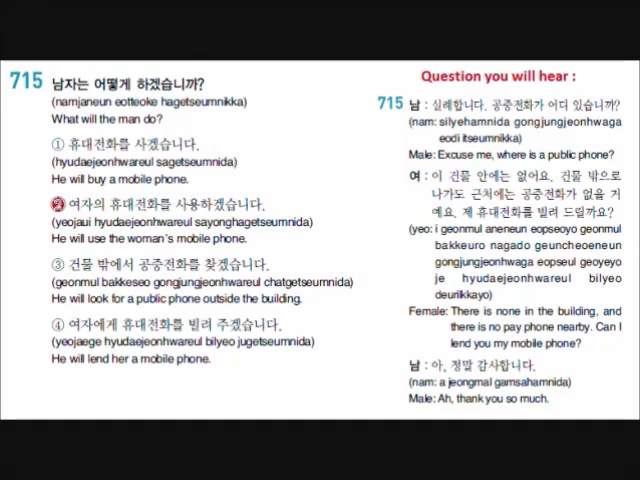 715 남자는 어떻게 하겠습니까?
(namjaneun eotteoke hagetseumnikka)
What will the man do?
① 휴대전화를 사겠습니다.
(hyudaejeonhwareul sagetseumnida)
He will buy a mobile phone.
② 여자의 휴대전화를 사용하겠습니다.
(yeojaui hyudaejeonhwareul sayonghagetseumnida)
He will use the woman's mobile phone.
③ 건물 밖에서 공중전화를 찾겠습니다.
(geonmul bakkeseo gongjungjeonhwareul chatgetseumnida)
He will look for a public phone outside the building.
④ 여자에게 휴대전화를 빌려 주겠습니다.
(yeojaege hyudaejeonhwareul bilyeo jugetseumnida)
He will lend her a mobile phone.
Question you will hear :
715 남 : 실례합니다. 공중전화가 어디 있습니까?
(nam: silyehamnida gongjungjeonhwaga
eodi itseumnikka)
Male: Excuse me, where is a public phone?
여 : 이 건물 안에는 없어요. 건물 밖으로
나가도 근처에는 공중전화가 없을 거
예요. 제 휴대전화를 빌려 드릴까요?
(yeo: i geonmul aneneun eopseoyo geonmul
bakkeuro nagado geuncheoeneun
gongjungjeonhwaga eopseul geoyeyo
je hyudaejeonhwareul bilyeo
deurilkkayo)
Female: There is none in the building, and
there is no pay phone nearby. Can I
lend you my mobile phone?
남 : 아, 정말 감사합니다.
(nam: a jeongmal gamsahamnida)
Male: Ah, thank you so much.